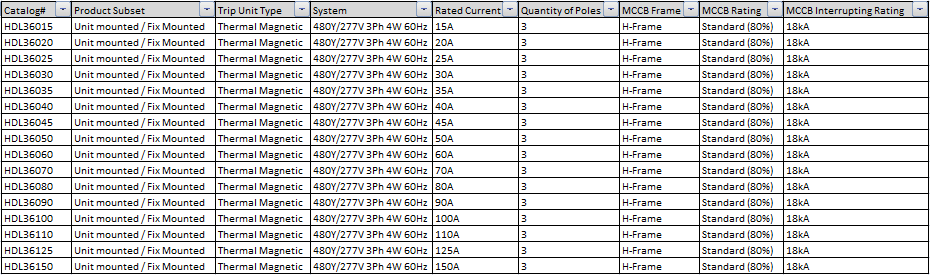 Catalog# Product Subset Trip Unit Type System Rated Current Quantity of Poles MCCB Frame MCCB Rating MCCB Interrupting Rating
HDL36015 Unit mounted / Fix Mounted Thermal Magnetic 480Y/277V 3Ph 4W 60Hz 15A 3 H-Frame Standard (80%) 18kA
HDL36020 Unit mounted / Fix Mounted Thermal Magnetic 480Y/277V 3Ph 4W 60Hz 20A 3 H-Frame Standard (80%) 18kA
HDL36025 Unit mounted / Fix Mounted Thermal Magnetic 480Y/277V 3Ph 4W 60Hz 25A 3 H-Frame Standard (80%) 18kA
HDL36030 Unit mounted / Fix Mounted Thermal Magnetic 480Y/277V 3Ph 4W 60Hz 30A 3 H-Frame Standard (80%) 18kA
HDL36035 Unit mounted / Fix Mounted Thermal Magnetic 480Y/277V 3Ph 4W 60Hz 35A 3 H-Frame Standard (80%) 18kA
HDL36040 Unit mounted / Fix Mounted Thermal Magnetic 480Y/277V 3Ph 4W 60Hz 40A 3 H-Frame Standard (80%) 18kA
HDL36045 Unit mounted / Fix Mounted Thermal Magnetic 480Y/277V 3Ph 4W 60Hz 45A 3 H-Frame Standard (80%) 18kA
HDL36050 Unit mounted / Fix Mounted Thermal Magnetic 480Y/277V 3Ph 4W 60Hz 50A 3 H-Frame Standard (80%) 18kA
HDL36060 Unit mounted / Fix Mounted Thermal Magnetic 480Y/277V 3Ph 4W 60Hz 60A 3 H-Frame Standard (80%) 18kA
HDL36070 Unit mounted / Fix Mounted Thermal Magnetic 480Y/277V 3Ph 4W 60Hz 70A 3 H-Frame Standard (80%) 18kA
HDL36080 Unit mounted / Fix Mounted Thermal Magnetic 480Y/277V 3Ph 4W 60Hz 80A 3 H-Frame Standard (80%) 18kA
HDL36090 Unit mounted / Fix Mounted Thermal Magnetic 480Y/277V 3Ph 4W 60Hz 90A 3 H-Frame Standard (80%) 18kA
HDL36100 Unit mounted / Fix Mounted Thermal Magnetic 480Y/277V 3Ph 4W 60Hz 100A 3 H-Frame Standard (80%) 18kA
HDL36110 Unit mounted / Fix Mounted Thermal Magnetic 480Y/277V 3Ph 4W 60Hz 110A 3 H-Frame Standard (80%) 18kA
HDL36125 Unit mounted / Fix Mounted Thermal Magnetic 480Y/277V 3Ph 4W 60Hz 125A 3 H-Frame Standard (80%) 18kA
HDL36150 Unit mounted / Fix Mounted Thermal Magnetic 480Y/277V 3Ph 4W 60Hz 150A 3 H-Frame Standard (80%) 18kA